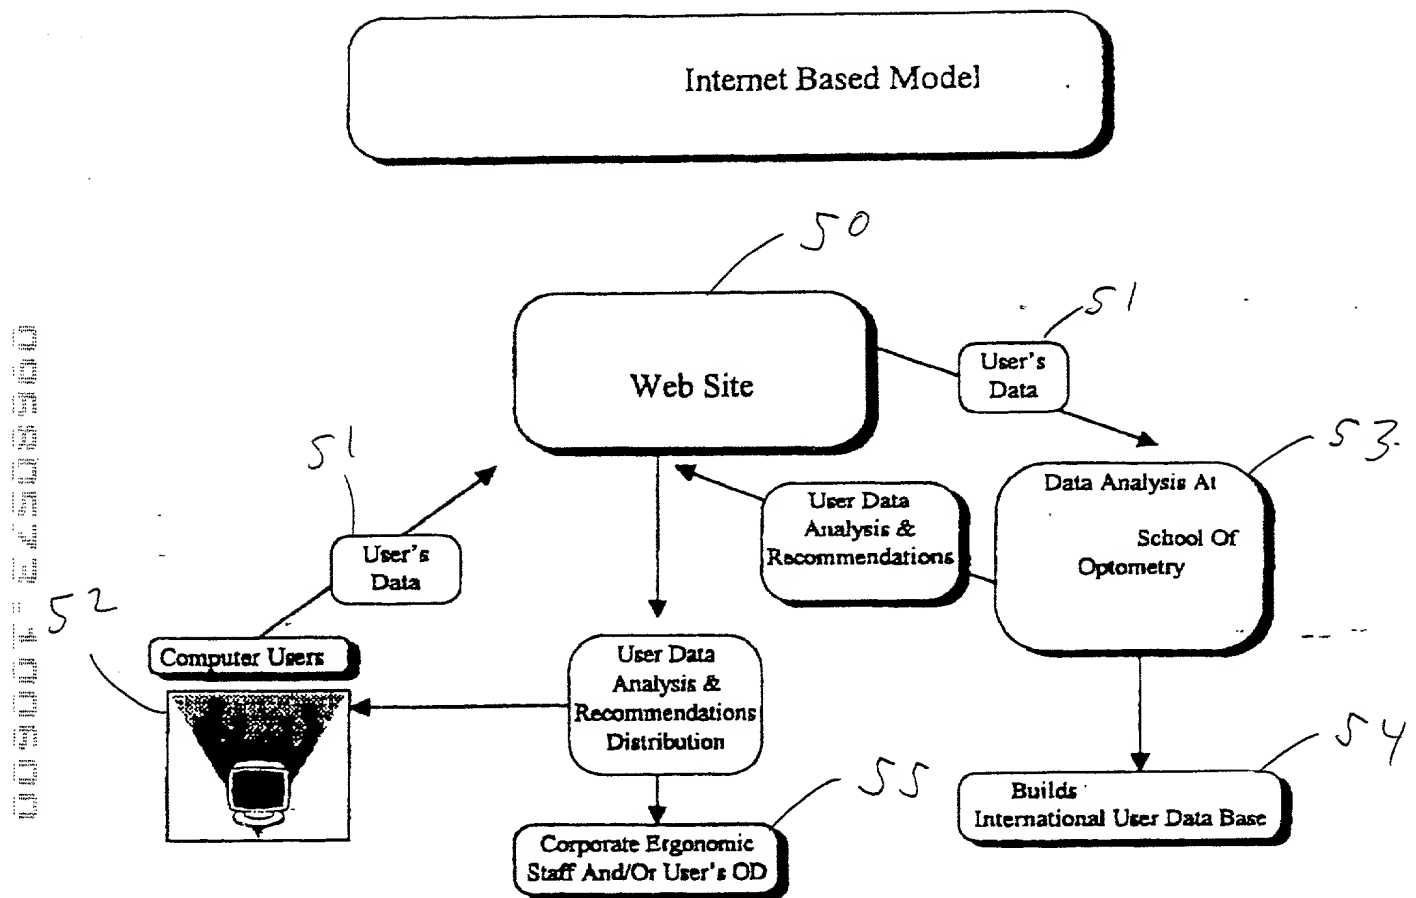 Internet Based Model
50
51
User's
Data
Web Site
53
51
Data Analysis At
School Of
Optometry
User Data
Analysis &
Recommendations
User's
Data
52
Computer Users
User Data
Analysis &
Recommendations
Distribution
54
55
Builds
International User Data Base
Corporate Ergonomic
Staff And/Or User's OD